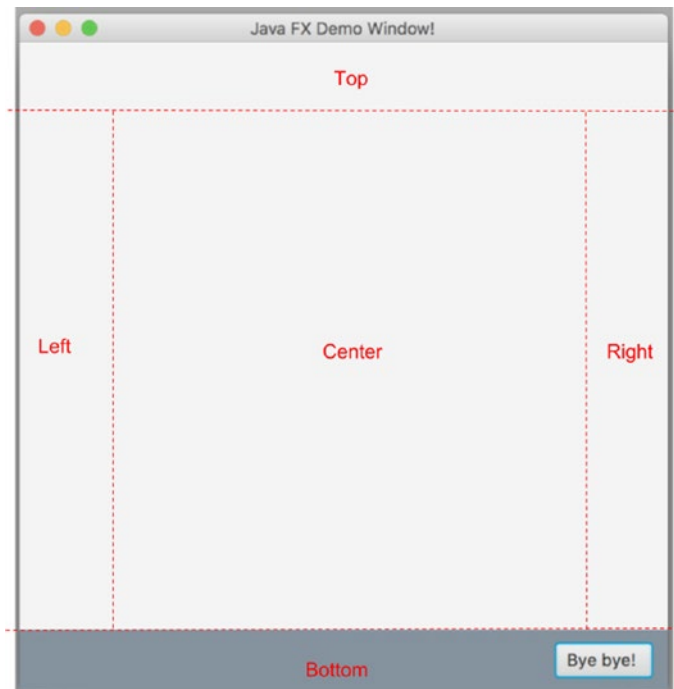 Java FX Demo Window!
Top
Left
Center
Right
Bye bye!
Bottom